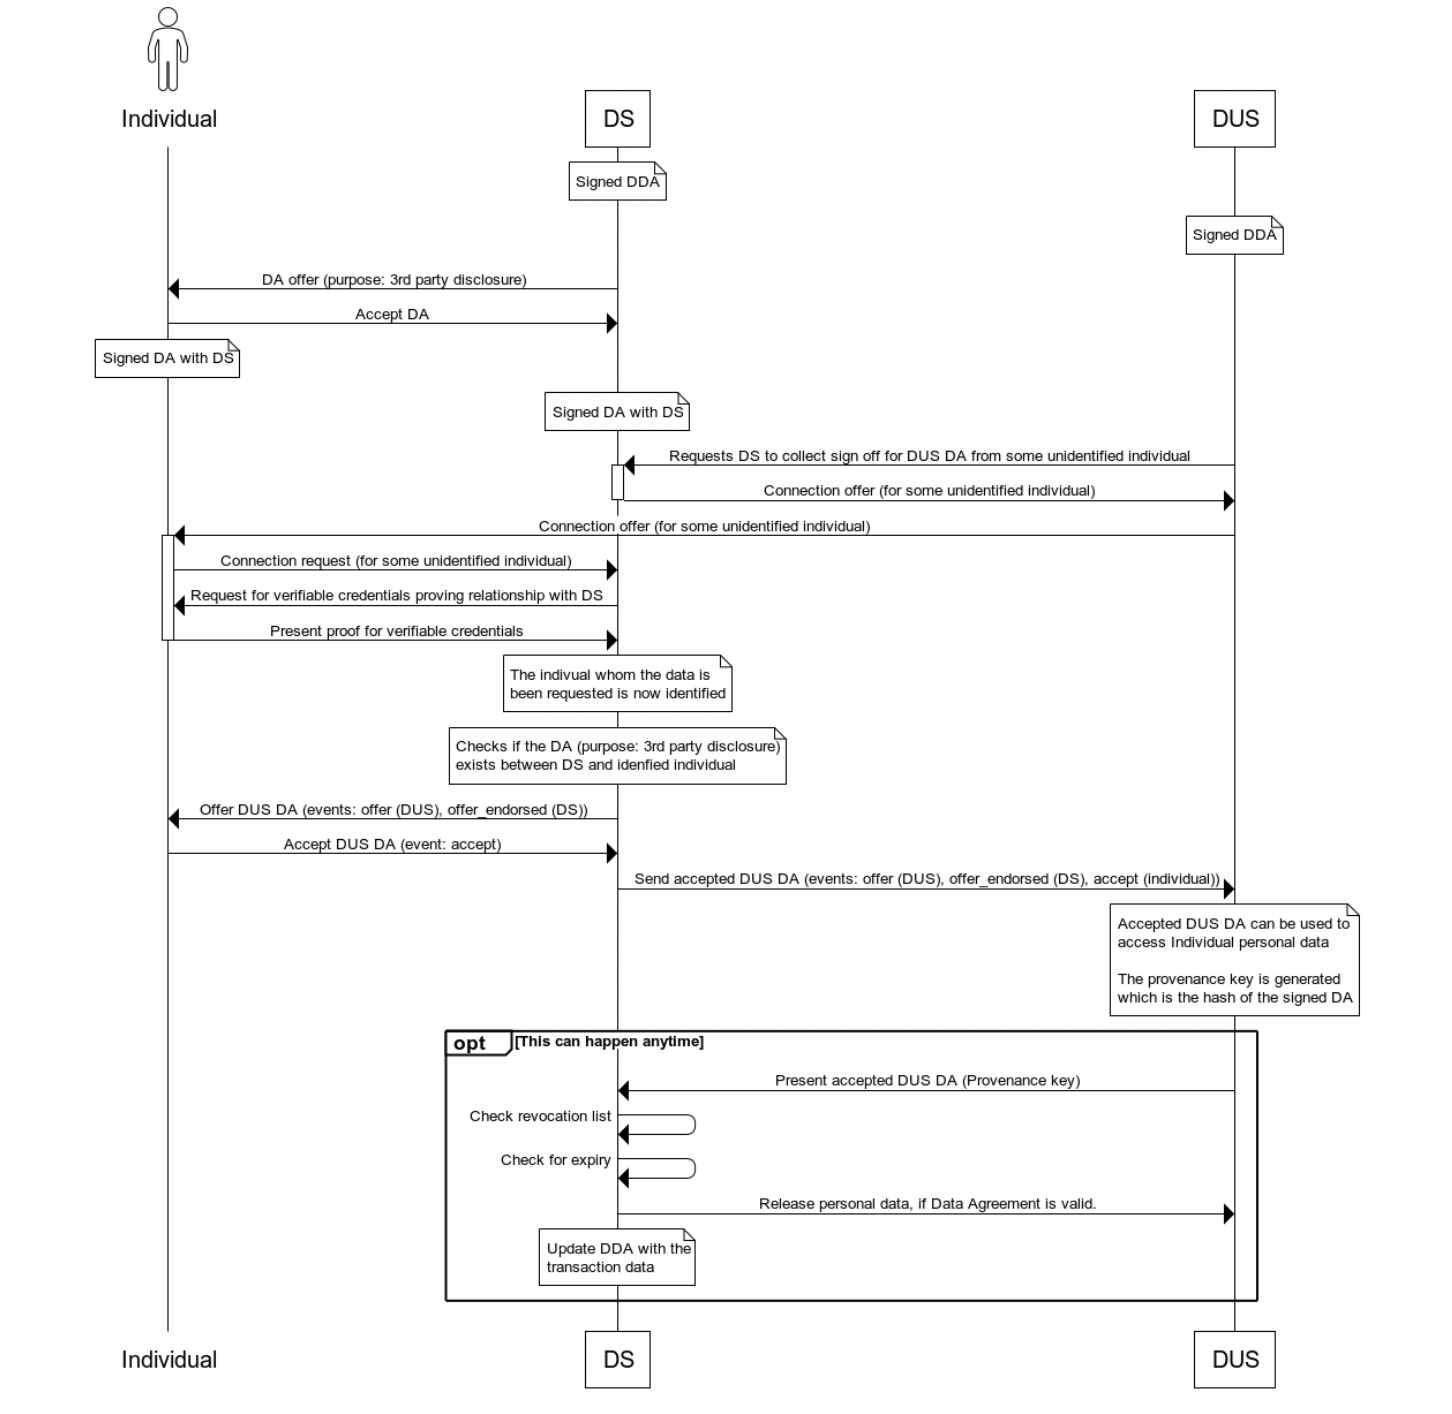 Individual
DS
DUS
Signed DDA
Signed DDA
DA offer (purpose: 3rd party disclosure)
Accept DA
Signed DA with DS
Signed DA with DS
Requests DS to collect sign off for DUS DA from some unidentified individual
Connection offer (for some unidentified individual)
Connection offer (for some unidentified individual)
Connection request (for some unidentified individual)
Request for verifiable credentials proving relationship with DS
Present proof for verifiable credentials
The indivual whom the data is
been requested is now identified
Checks if the DA (purpose: 3rd party disclosure)
exists between DS and idenfied individual
Offer DUS DA (events: offer (DUS), offer_endorsed (DS))
Accept DUS DA (event: accept)
Send accepted DUS DA (events: offer (DUS), offer_endorsed (DS), accept (individual))
Accepted DUS DA can be used to
access Individual personal data
The provenance key is generated
which is the hash of the signed DA
opt [This can happen anytime]
Present accepted DUS DA (Provenance key)
Check revocation list
Check for expiry
Release personal data, if Data Agreement is valid.
Update DDA with the
transaction data
Individual
DS
DUS